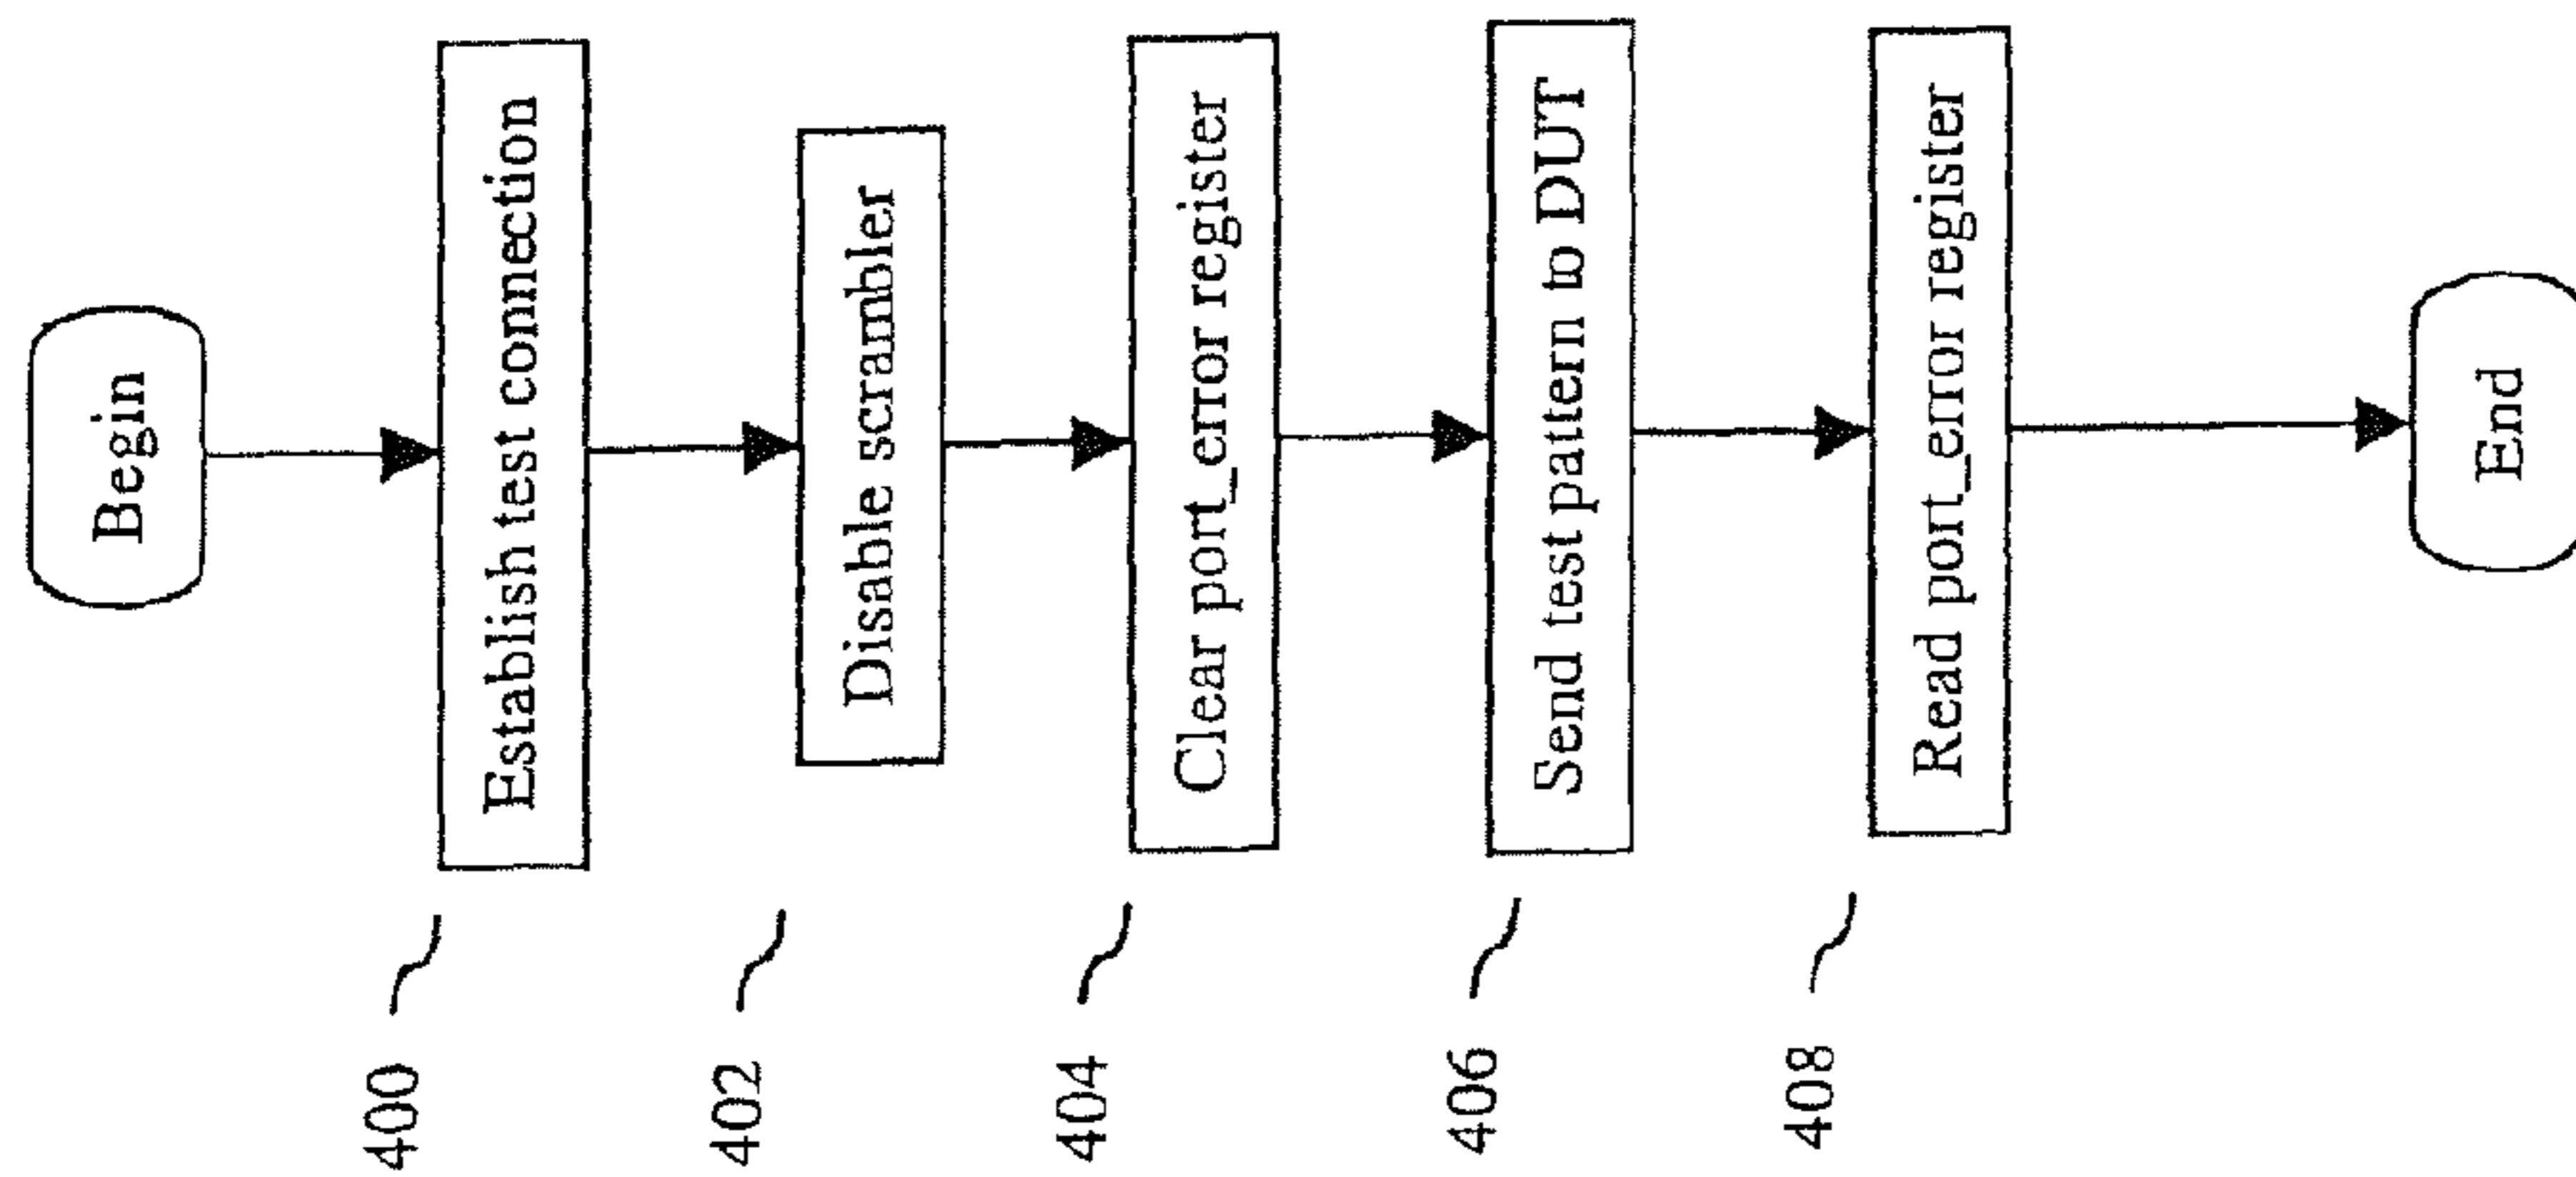 Begin
400
Establish test connection
402
Disable scrambler
404
Clear port_error register
406
Send test pattern to DUT
408
Read port_error register
End